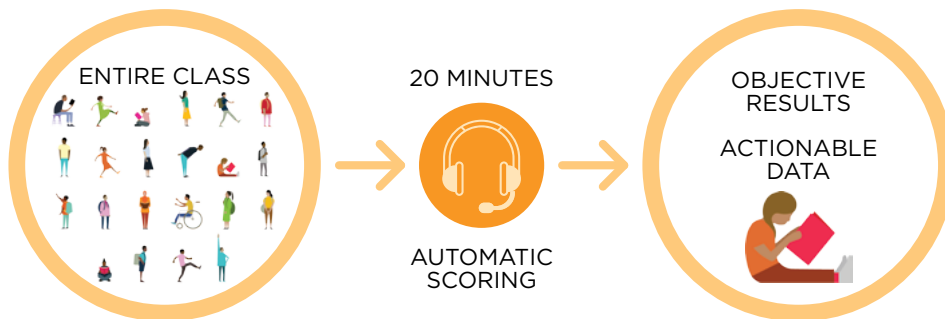 ENTIRE CLASS
20 MINUTES
AUTOMATIC
SCORING
OBJECTIVE
RESULTS
ACTIONABLE
DATA